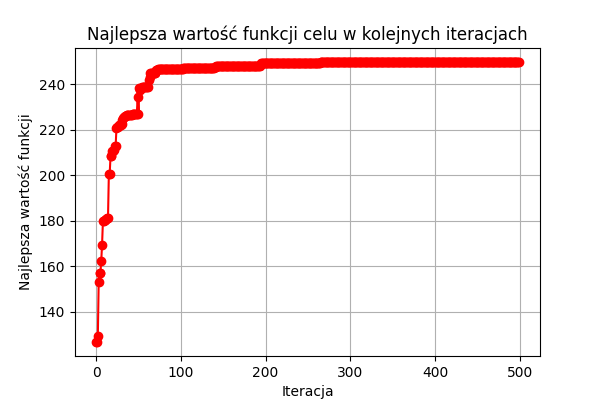 Najlepsza wartość funkcji celu w kolejnych iteracjach
Najlepsza wartość funkcji
240
220
200
180
160
140
0 100 200 300 400 500
Iteracja